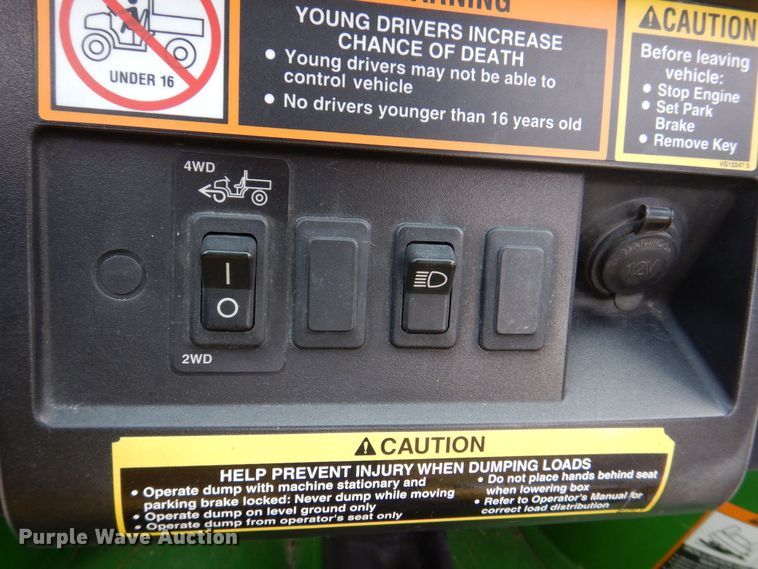 WARNING
YOUNG DRIVERS INCREASE
CHANCE OF DEATH
• Young drivers may not be able to
control vehicle
• No drivers younger than 16 years old
UNDER 16
CAUTION
Before leaving
vehicle:
• Stop Engine
• Set Park
Brake
• Remove Key
4WD
I
O
2WD
12V
CAUTION
HELP PREVENT INJURY WHEN DUMPING LOADS
• Operate dump with machine stationary and
parking brake locked: Never dump while moving
• Operate dump on level ground only
• Operate dump from operator's seat only
• Do not place hands behind seat
when lowering box
• Refer to Operator's Manual for
correct load distribution
Purple Wave Auction